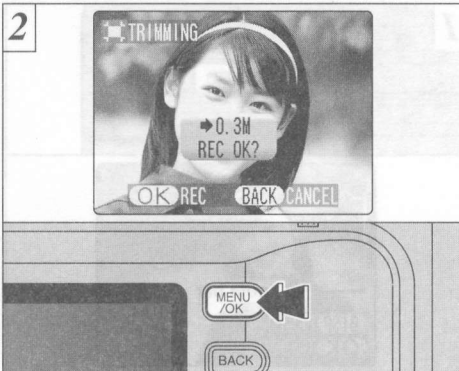 2
TRIMMING
➜0.3M
REC OK?
OK REC BACK CANCEL
MENU
/OK
BACK